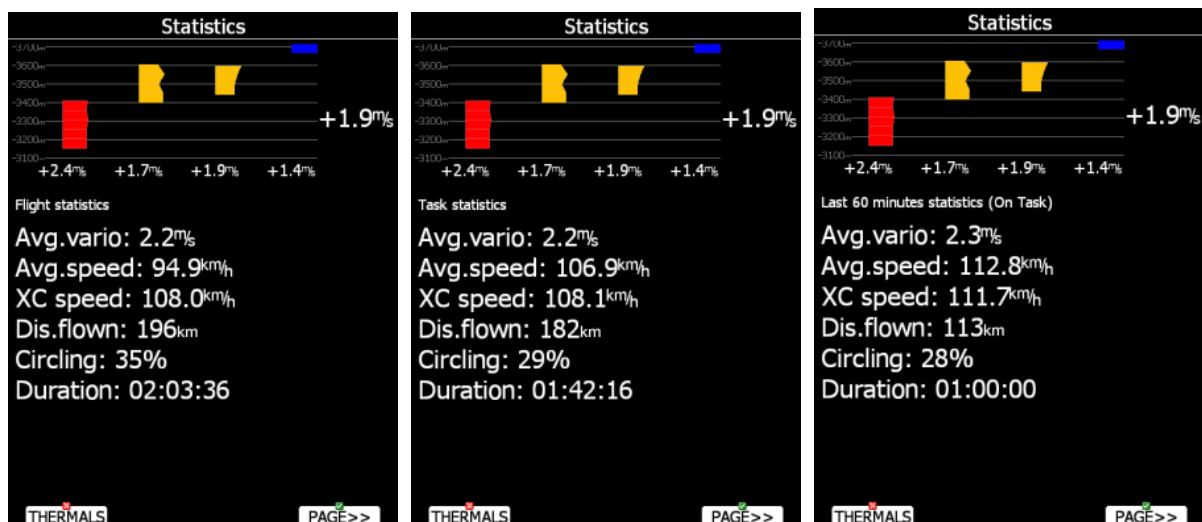 Statistics
-3700m
-3600m
-3500m
-3400m
-3300m
-3200m
-3100m
+1.9m/s
+2.4m/s +1.7m/s +1.9m/s +1.4m/s
Flight statistics
Avg.vario: 2.2m/s
Avg.speed: 94.9km/h
XC speed: 108.0km/h
Dis.flown: 196km
Circling: 35%
Duration: 02:03:36
THERMALS PAGE>>
Statistics
-3700m
-3600m
-3500m
-3400m
-3300m
-3200m
-3100m
+1.9m/s
+2.4m/s +1.7m/s +1.9m/s +1.4m/s
Task statistics
Avg.vario: 2.2m/s
Avg.speed: 106.9km/h
XC speed: 108.1km/h
Dis.flown: 182km
Circling: 29%
Duration: 01:42:16
THERMALS PAGE>>
Statistics
-3700m
-3600m
-3500m
-3400m
-3300m
-3200m
-3100m
+1.9m/s
+2.4m/s +1.7m/s +1.9m/s +1.4m/s
Last 60 minutes statistics (On Task)
Avg.vario: 2.3m/s
Avg.speed: 112.8km/h
XC speed: 111.7km/h
Dis.flown: 113km
Circling: 28%
Duration: 01:00:00
THERMALS PAGE>>